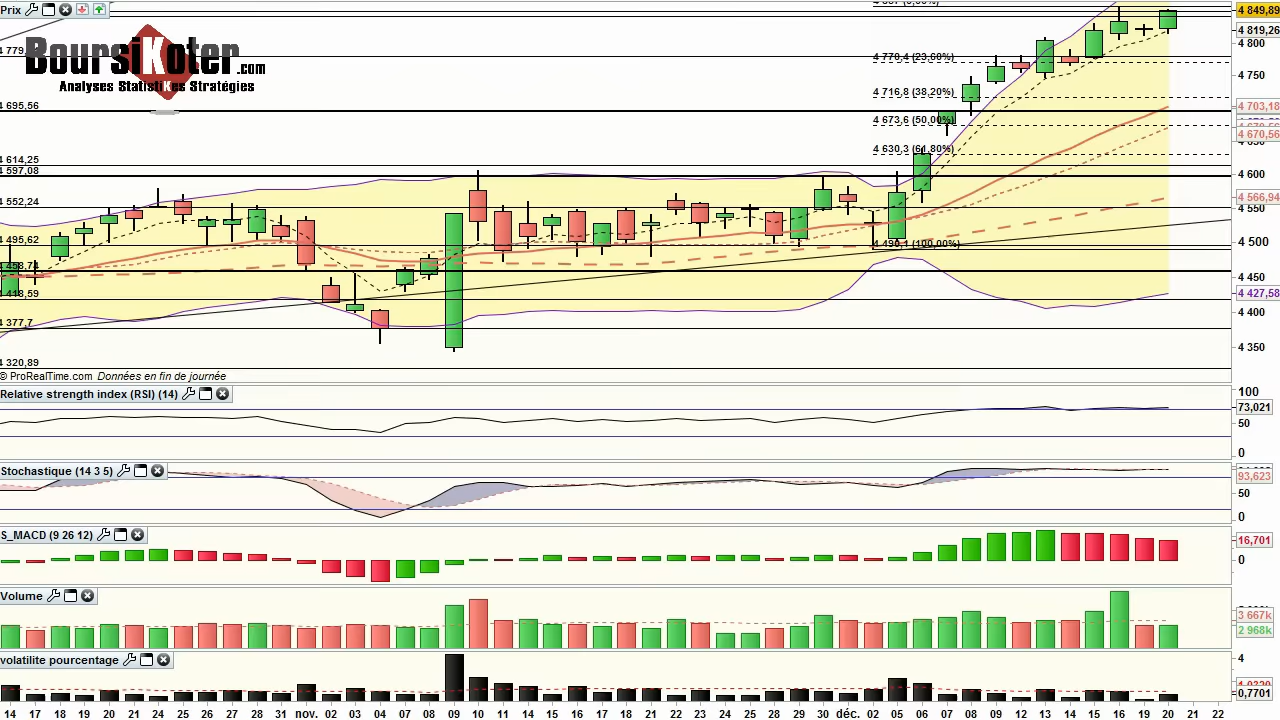 Prix
BoursiKoter.com
Analyses StatistiKes Stratégies
4 779,
4 695,56
4 614,25
4 597,08
4 552,24
4 495,62
4 458,74
4 418,59
4 377,7
4 320,89
4 770,4 (23,60%)
4 716,8 (38,20%)
4 673,6 (50,00%)
4 630,3 (61,80%)
4 490,1 (100,00%)
4 849,89
4 819,26
4 800
4 750
4 703,18
4 670,56
4 600
4 566,94
4 550
4 500
4 450
4 427,58
4 400
4 350
© ProRealTime.com Données en fin de journée
Relative strength index (RSI) (14)
100
73,021
50
0
Stochastique (14 3 5)
93,623
50
0
S_MACD (9 26 12)
16,701
0
Volume
3 667k
2 968k
volatilite pourcentage
4
0,7701
14 17 18 19 20 21 24 25 26 27 28 31 nov. 02 03 04 07 08 09 10 11 14 15 16 17 18 21 22 23 24 25 28 29 30 déc. 02 05 06 07 08 09 12 13 14 15 16 19 20 21 22